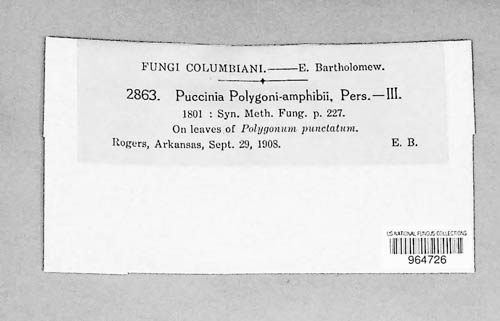 FUNGI COLUMBIANI.——E. Bartholomew.
2863. Puccinia Polygoni-amphibii, Pers.—III.
1801 : Syn. Meth. Fung. p. 227.
On leaves of Polygonum punctatum.
Rogers, Arkansas, Sept. 29, 1908. E. B.
US NATIONAL FUNGUS COLLECTIONS
964726